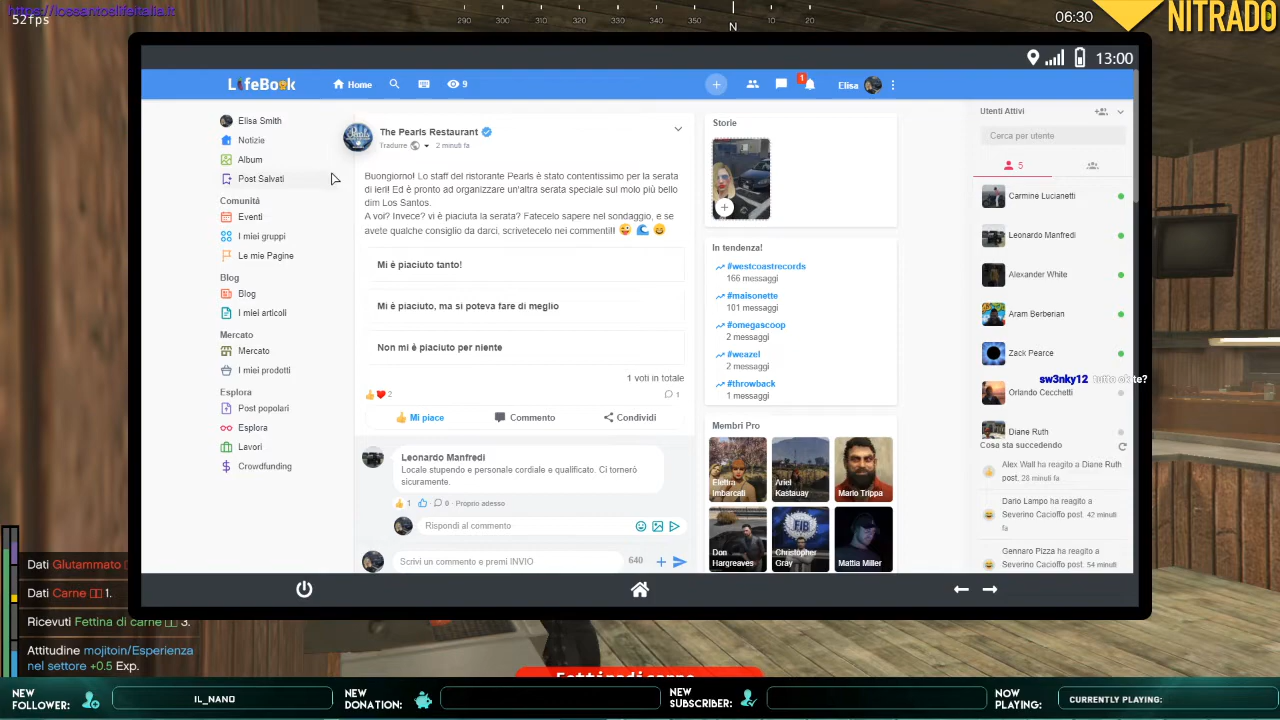 https://lossantoslifeitalia.it
52fps
290 300 310 320 330 340 350 N 10 20
06:30
NITRADO
13:00
LifeBook
Home
9
1
Elisa
Elisa Smith
Notizie
Album
Post Salvati
Comunità
Eventi
I miei gruppi
Le mie Pagine
Blog
Blog
I miei articoli
Mercato
Mercato
I miei prodotti
Esplora
Post popolari
Esplora
Lavori
Crowdfunding
The Pearls Restaurant
Tradurre 2 minuti fa
Buongiorno! Lo staff del ristorante Pearls è stato contentissimo per la serata
di ieri! Ed è pronto ad organizzare un'altra serata speciale sul molo più bello
dim Los Santos.
A voi? Invece? vi è piaciuta la serata? Fatecelo sapere nel sondaggio, e se
avete qualche consiglio da darci, scrivetecelo nei commenti!! 😜 🌊 😄
Mi è piaciuto tanto!
Mi è piaciuto, ma si poteva fare di meglio
Non mi è piaciuto per niente
1 voti in totale
2
1
Mi piace
Commento
Condividi
Leonardo Manfredi
Locale stupendo e personale cordiale e qualificato. Ci tornerò
sicuramente.
1 0 · Proprio adesso
Rispondi al commento
Scrivi un commento e premi INVIO
640
Storie
In tendenza!
#westcoastrecords
166 messaggi
#maisonette
101 messaggi
#omegascoop
2 messaggi
#weazel
2 messaggi
#throwback
1 messaggi
Membri Pro
Elettra
Imbarcati
Ariel
Kastauay
Mario Trippa
Don
Hargreaves
FIB
Christopher
Gray
Mattia Miller
Utenti Attivi
Cerca per utente
5
Carmine Lucianetti
Leonardo Manfredi
Alexander White
Aram Berberian
Zack Pearce
sw3nky12 tutto ok te?
Orlando Cecchetti
Diane Ruth
Cosa sta succedendo
Alex Wall ha reagito a Diane Ruth
post. 28 minuti fa
Dario Lampo ha reagito a
Severino Cacioffo post. 42 minuti
fa
Gennaro Pizza ha reagito a
Severino Cacioffo post. 54 minuti
Dati Glutammato
Dati Carne 1.
Ricevuti Fettina di carne 3.
Attitudine mojitoin/Esperienza
nel settore +0.5 Exp.
NEW
FOLLOWER:
IL_NANO
NEW
DONATION:
NEW
SUBSCRIBER:
NOW
PLAYING:
CURRENTLY PLAYING: